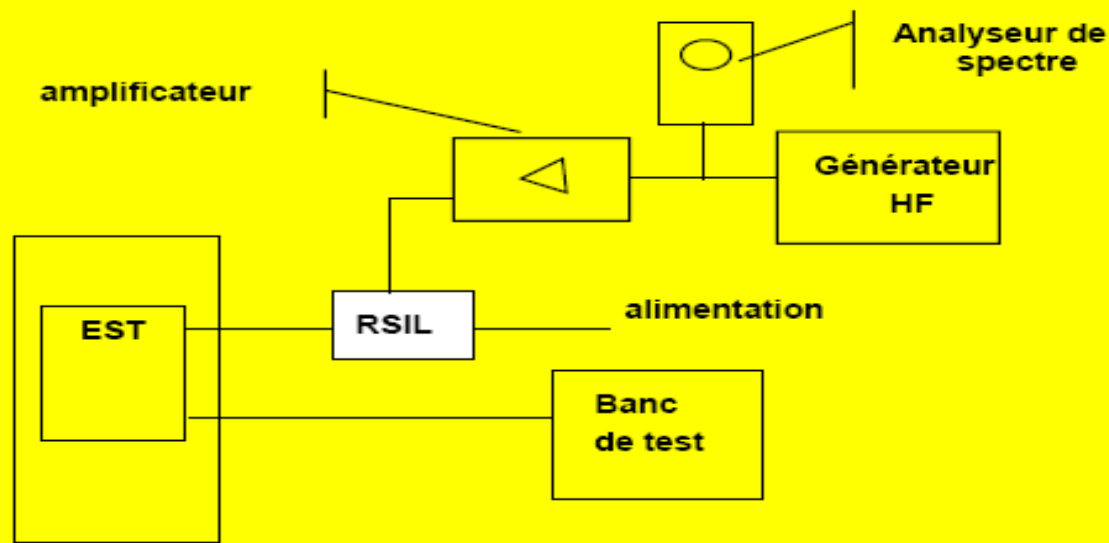 Analyseur de
spectre
amplificateur
Générateur
HF
alimentation
EST
RSIL
Banc
de test